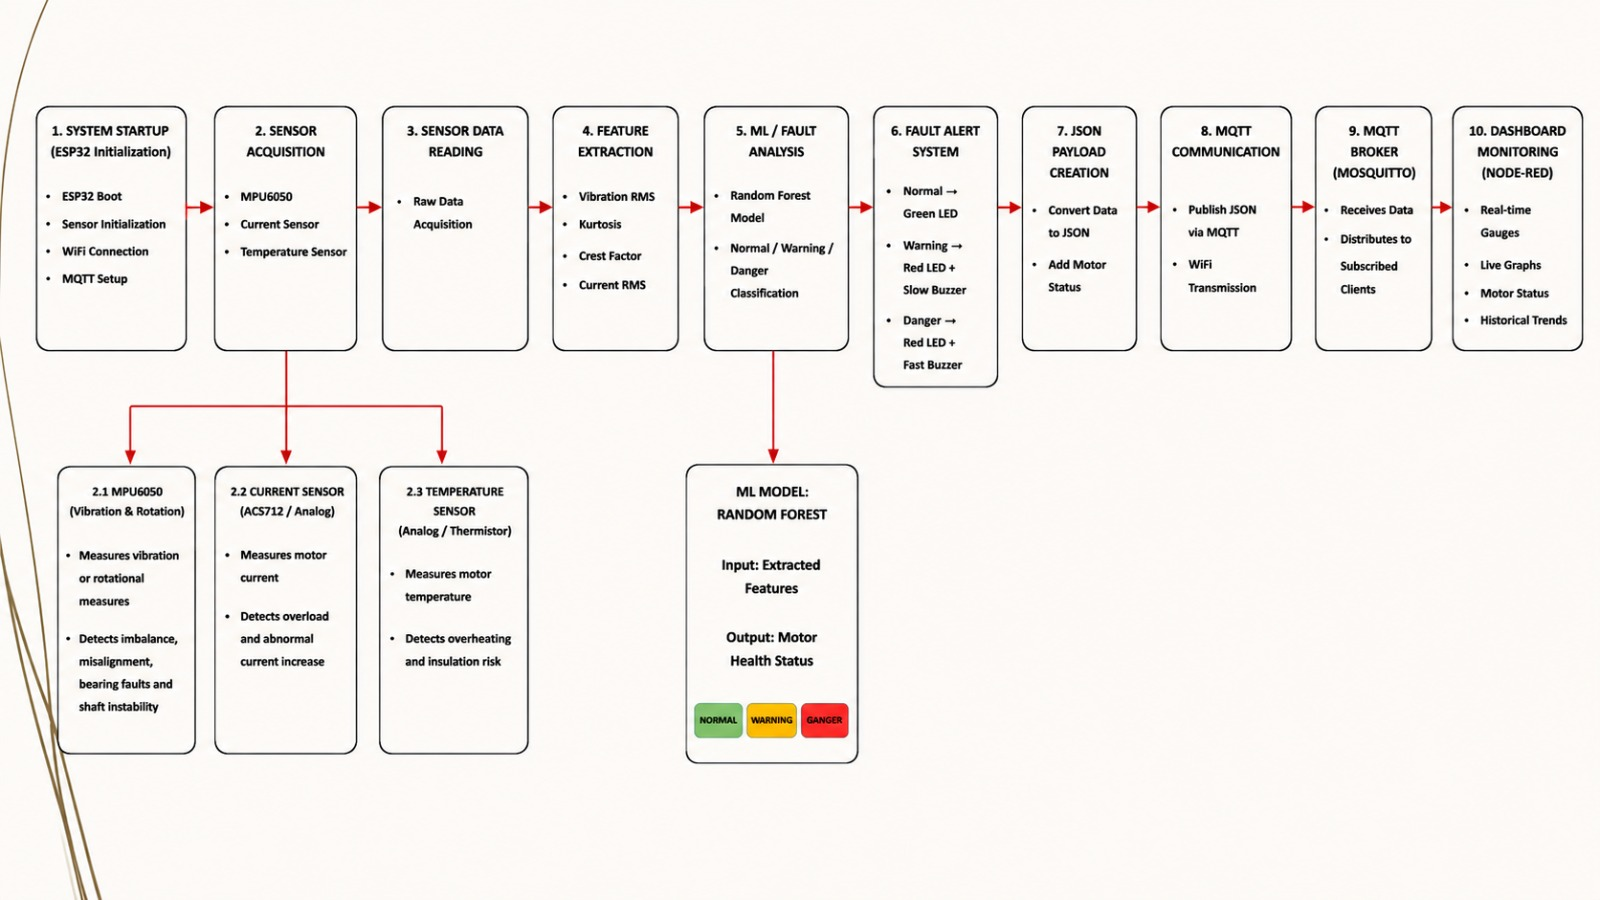 1. SYSTEM STARTUP
(ESP32 Initialization)
• ESP32 Boot
• Sensor Initialization
• WiFi Connection
• MQTT Setup
2. SENSOR
ACQUISITION
• MPU6050
• Current Sensor
• Temperature Sensor
3. SENSOR DATA
READING
• Raw Data
Acquisition
4. FEATURE
EXTRACTION
• Vibration RMS
• Kurtosis
• Crest Factor
• Current RMS
5. ML / FAULT
ANALYSIS
• Random Forest
Model
• Normal / Warning /
Danger
Classification
6. FAULT ALERT
SYSTEM
• Normal →
Green LED
• Warning →
Red LED +
Slow Buzzer
• Danger →
Red LED +
Fast Buzzer
7. JSON
PAYLOAD
CREATION
• Convert Data
to JSON
• Add Motor
Status
8. MQTT
COMMUNICATION
• Publish JSON
via MQTT
• WiFi
Transmission
9. MQTT
BROKER
(MOSQUITTO)
• Receives Data
• Distributes to
Subscribed
Clients
10. DASHBOARD
MONITORING
(NODE-RED)
• Real-time
Gauges
• Live Graphs
• Motor Status
• Historical Trends
2.1 MPU6050
(Vibration & Rotation)
• Measures vibration
or rotational
measures
• Detects imbalance,
misalignment,
bearing faults and
shaft instability
2.2 CURRENT SENSOR
(ACS712 / Analog)
• Measures motor
current
• Detects overload
and abnormal
current increase
2.3 TEMPERATURE
SENSOR
(Analog / Thermistor)
• Measures motor
temperature
• Detects overheating
and insulation risk
ML MODEL:
RANDOM FOREST
Input: Extracted
Features
Output: Motor
Health Status
NORMAL
WARNING
GANGER